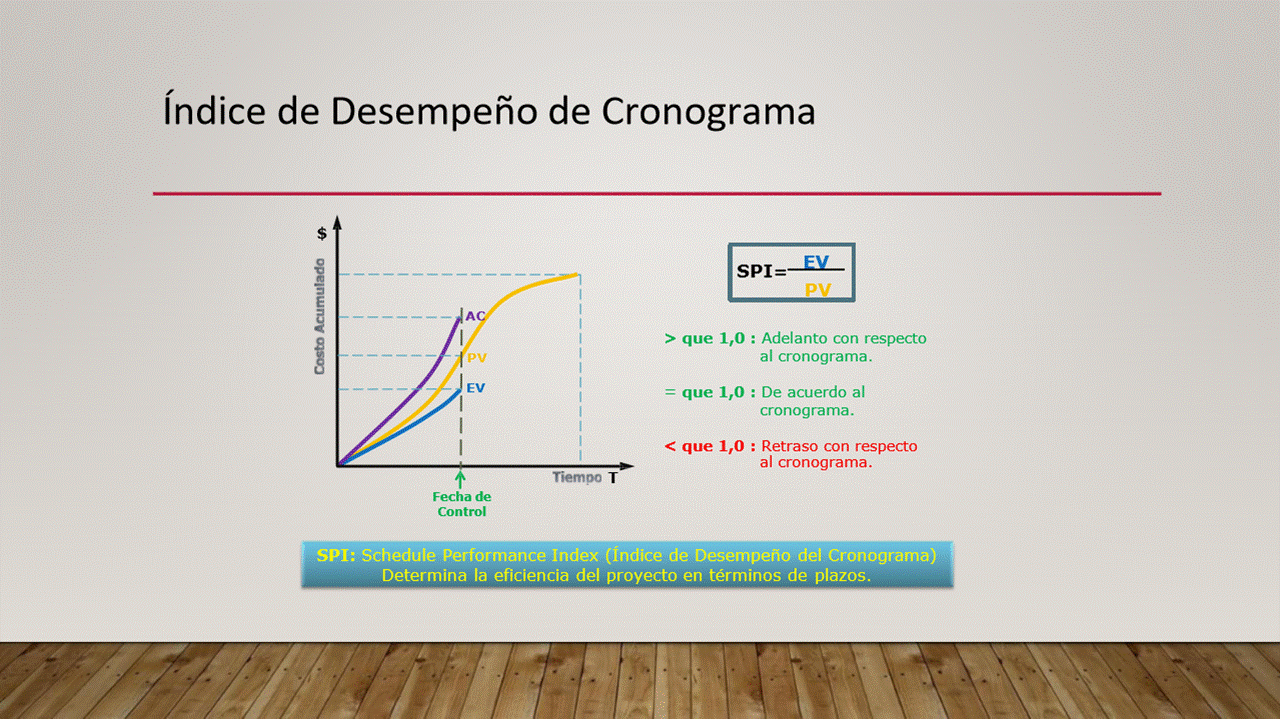 Índice de Desempeño de Cronograma
$
Costo Acumulado
AC
PV
EV
Tiempo T
Fecha de
Control
SPI=
EV
PV
> que 1,0 : Adelanto con respecto
al cronograma.
= que 1,0 : De acuerdo al
cronograma.
< que 1,0 : Retraso con respecto
al cronograma.
SPI: Schedule Performance Index (Índice de Desempeño del Cronograma)
Determina la eficiencia del proyecto en términos de plazos.